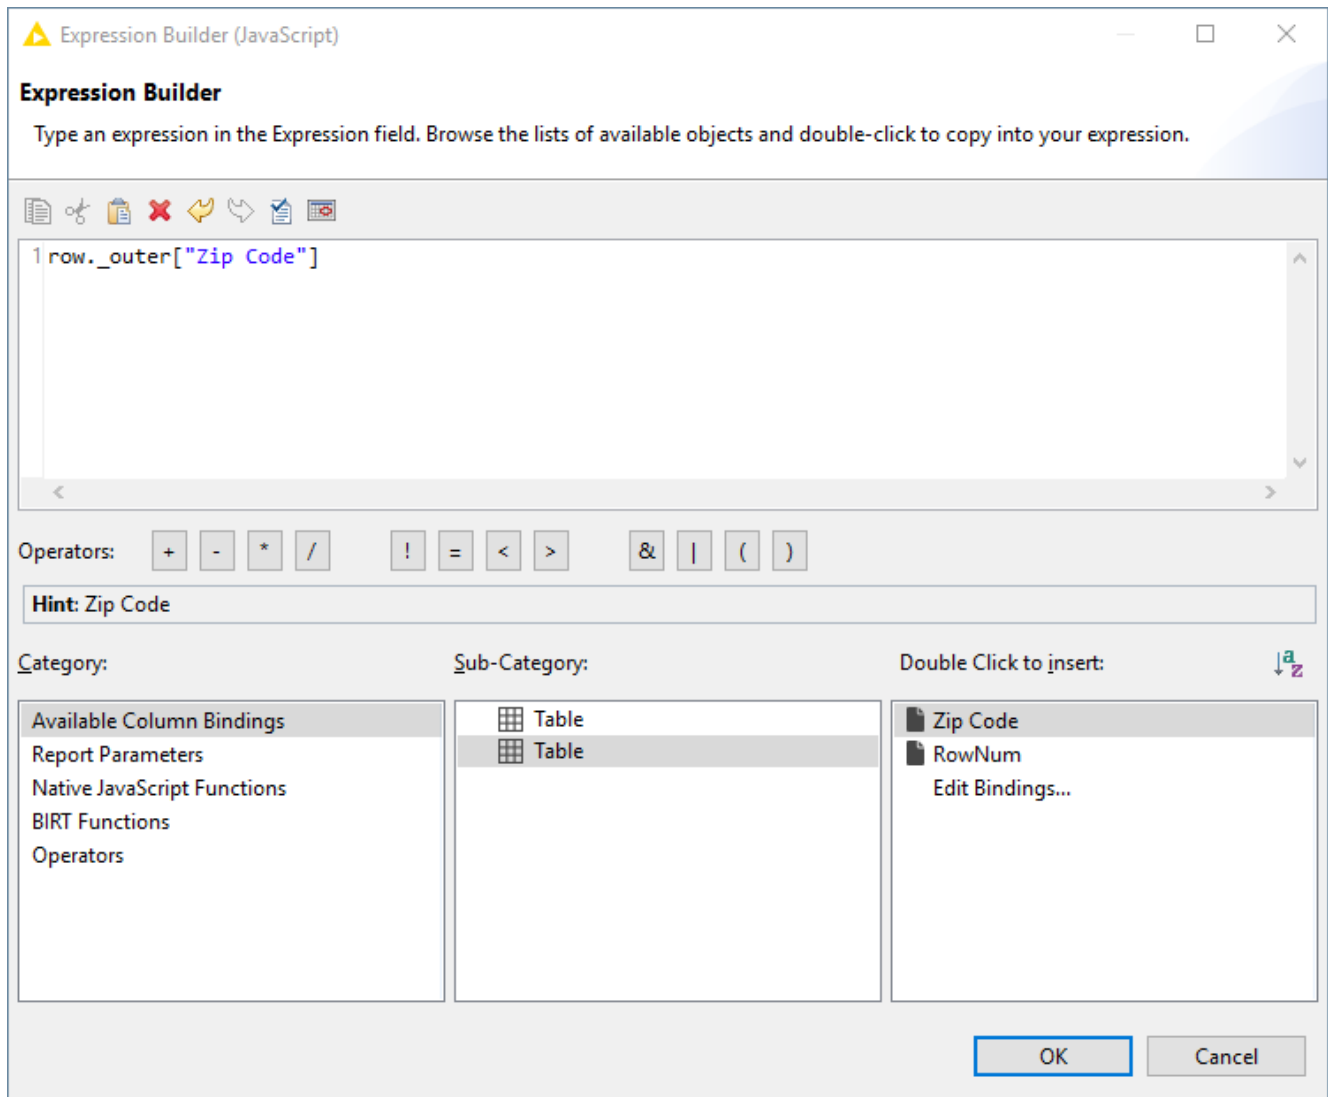 Expression Builder (JavaScript)
Expression Builder
Type an expression in the Expression field. Browse the lists of available objects and double-click to copy into your expression.
1 row._outer["Zip Code"]
Operators: + - * / ! = < > & | ( )
Hint: Zip Code
Category: Sub-Category: Double Click to insert: a z
Available Column Bindings Table Zip Code
Report Parameters Table RowNum
Native JavaScript Functions Edit Bindings...
BIRT Functions
Operators
OK Cancel